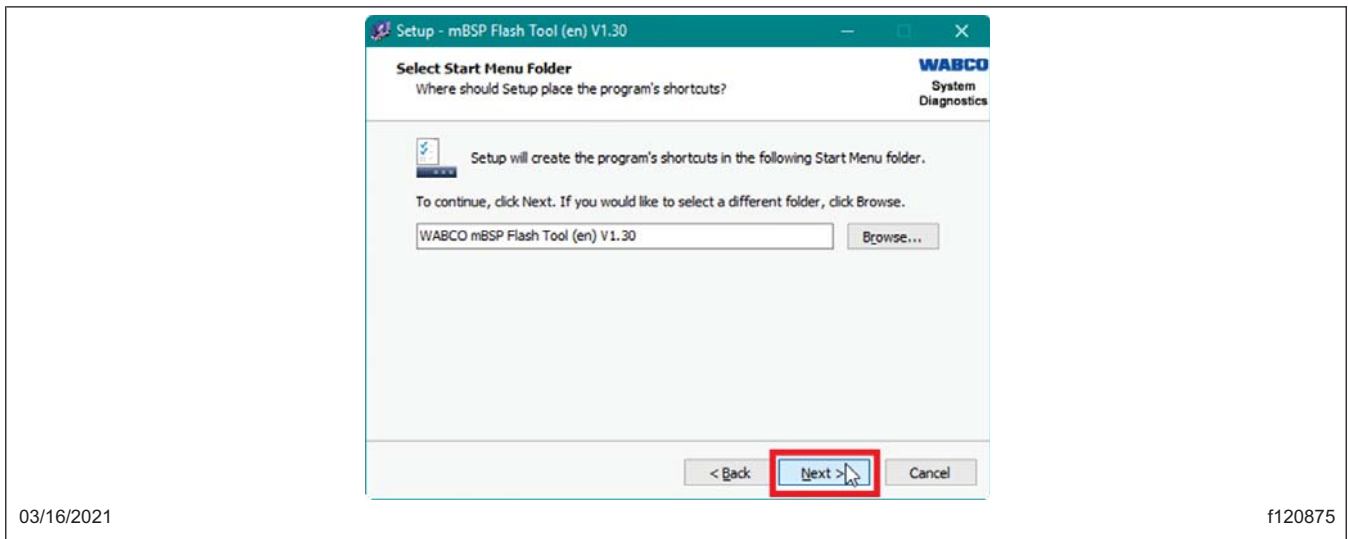 Setup - mBSP Flash Tool (en) V1.30
Select Start Menu Folder
Where should Setup place the program's shortcuts?
WABCO
System
Diagnostics
Setup will create the program's shortcuts in the following Start Menu folder.
To continue, click Next. If you would like to select a different folder, click Browse.
WABCO mBSP Flash Tool (en) V1.30
Browse...
< Back
Next >
Cancel
03/16/2021
f120875